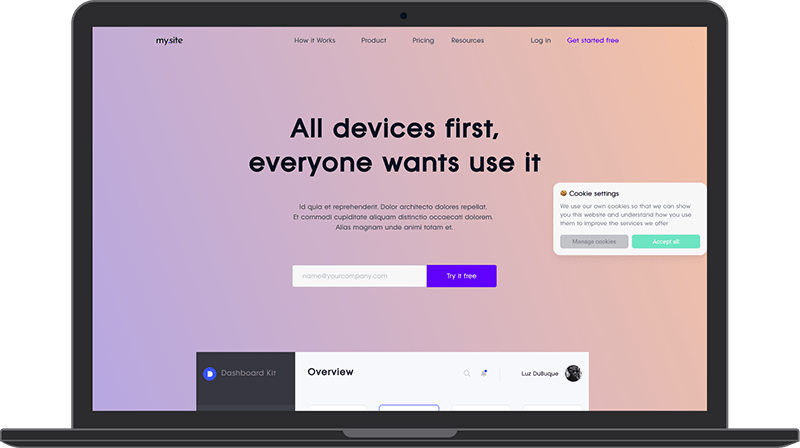 my.site
How it Works Product Pricing Resources Log in Get started free
All devices first,
everyone wants use it
Id quia et reprehenderit. Dolor architecto dolores repellat.
Et commodi cupiditate aliquam distinctio occaecati dolorem.
Alias magnam unde animi totam et.
name@yourcompany.com Try it free
Cookie settings
We use our own cookies so that we can show
you this website and understand how you use
them to improve the services we offer
Manage cookies Accept all
D Dashboard Kit
Overview
Luz DuBuque